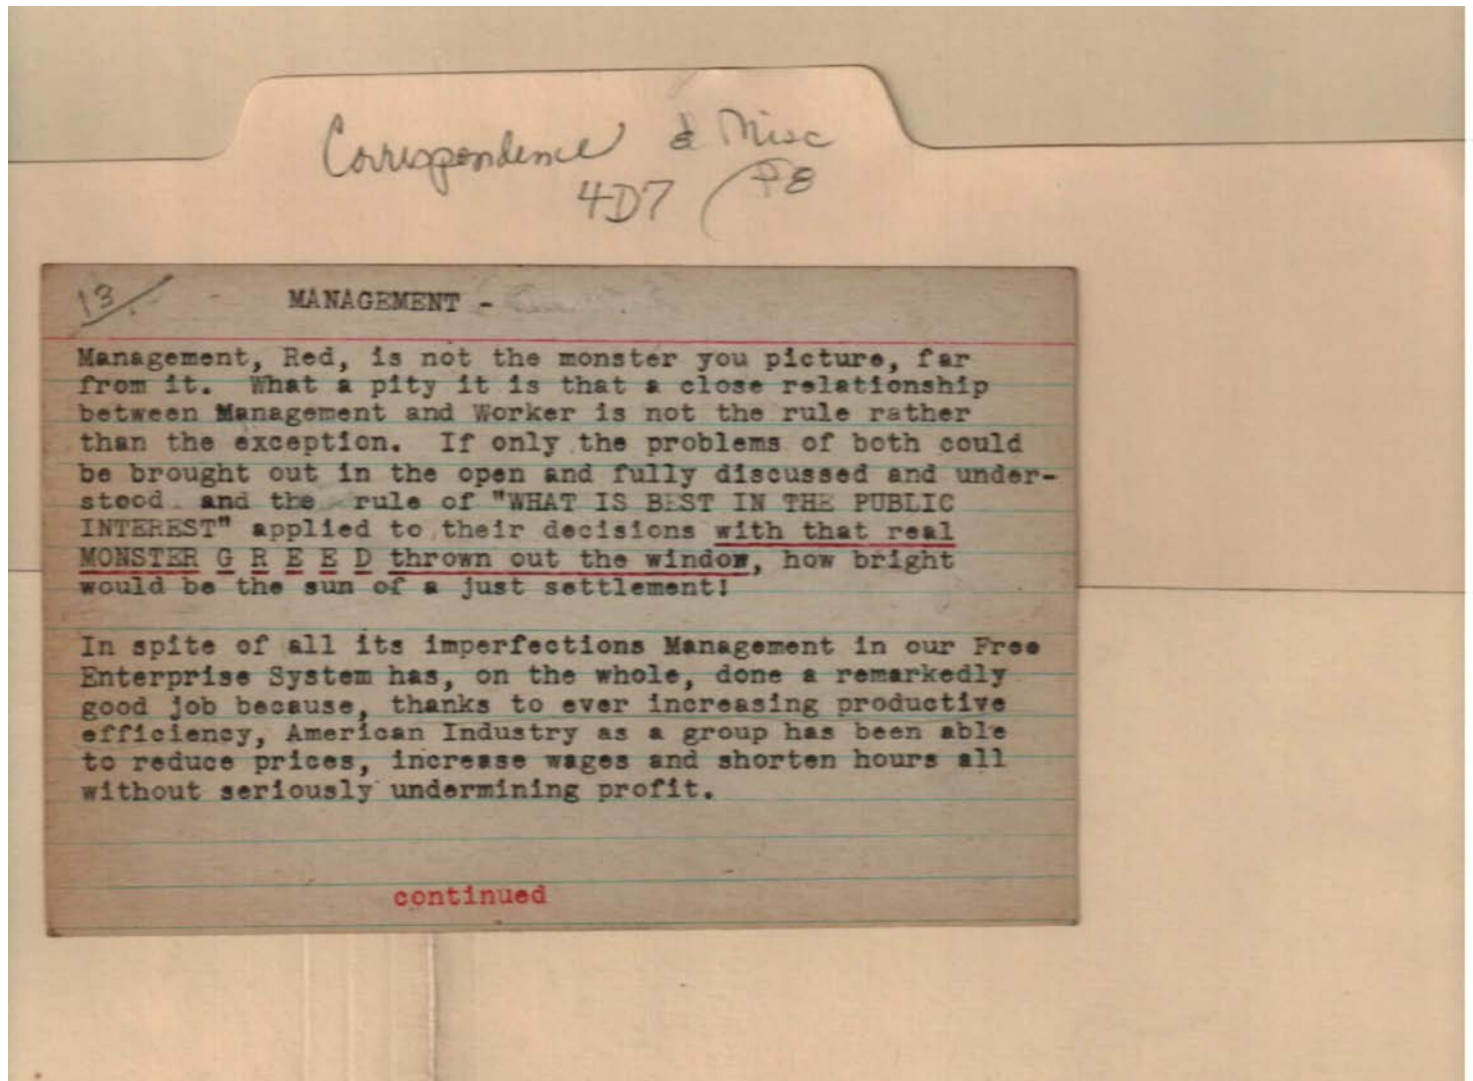 Correspondence & Misc
4D7 (P8
13/
MANAGEMENT -
Management, Red, is not the monster you picture, far
from it. What a pity it is that a close relationship
between Management and Worker is not the rule rather
than the exception. If only the problems of both could
be brought out in the open and fully discussed and under-
stood and the rule of "WHAT IS BEST IN THE PUBLIC
INTEREST" applied to their decisions with that real
MONSTER G R E E D thrown out the window, how bright
would be the sun of a just settlement!
In spite of all its imperfections Management in our Free
Enterprise System has, on the whole, done a remarkedly
good job because, thanks to ever increasing productive
efficiency, American Industry as a group has been able
to reduce prices, increase wages and shorten hours all
without seriously undermining profit.
continued